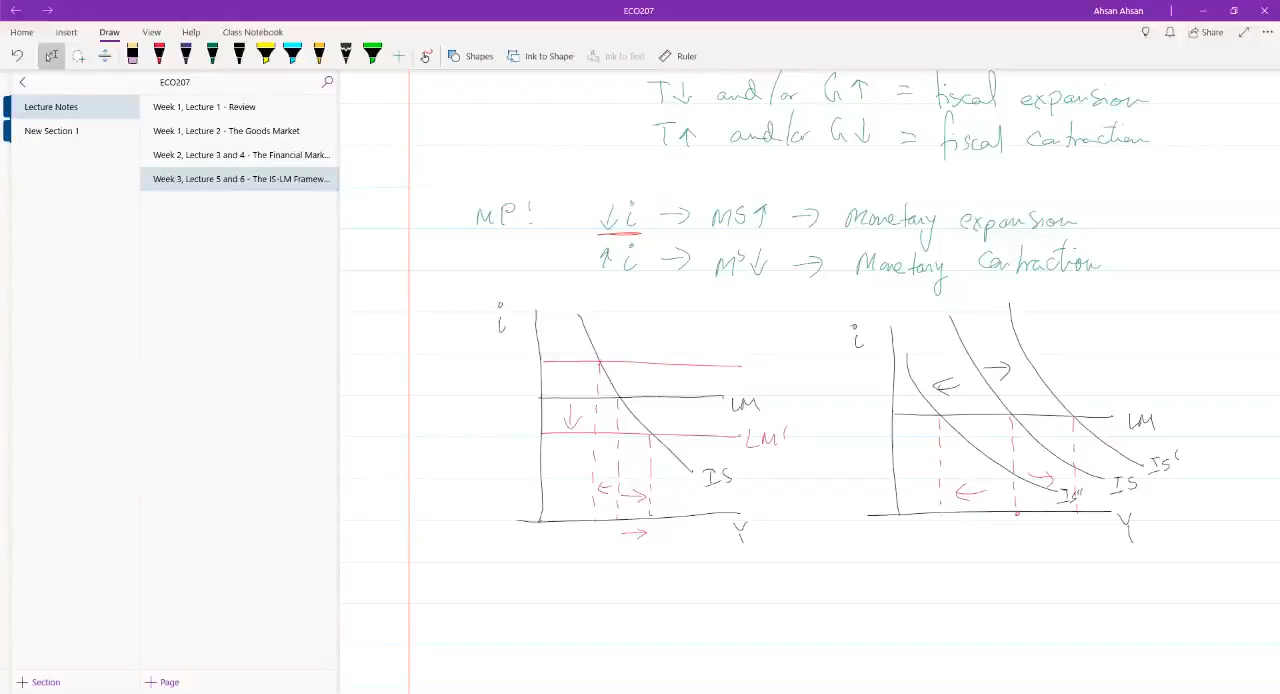 ECO207
Ahsan Ahsan
Home Insert Draw View Help Class Notebook
Share
Shapes Ink to Shape Ink to Text Ruler
ECO207
Lecture Notes
New Section 1
Week 1, Lecture 1 - Review
Week 1, Lecture 2 - The Goods Market
Week 2, Lecture 3 and 4 - The Financial Mark...
Week 3, Lecture 5 and 6 - The IS-LM Framew...
T↓ and/or G↑ = fiscal expansion
T↑ and/or G↓ = fiscal contraction
MP: ↓i → MS↑ → Monetary expansion
↑i → Mˢ↓ → Monetary contraction
i
LM
LM'
IS
Y
i
LM
IS'
IS
IS"
Y
+ Section
+ Page